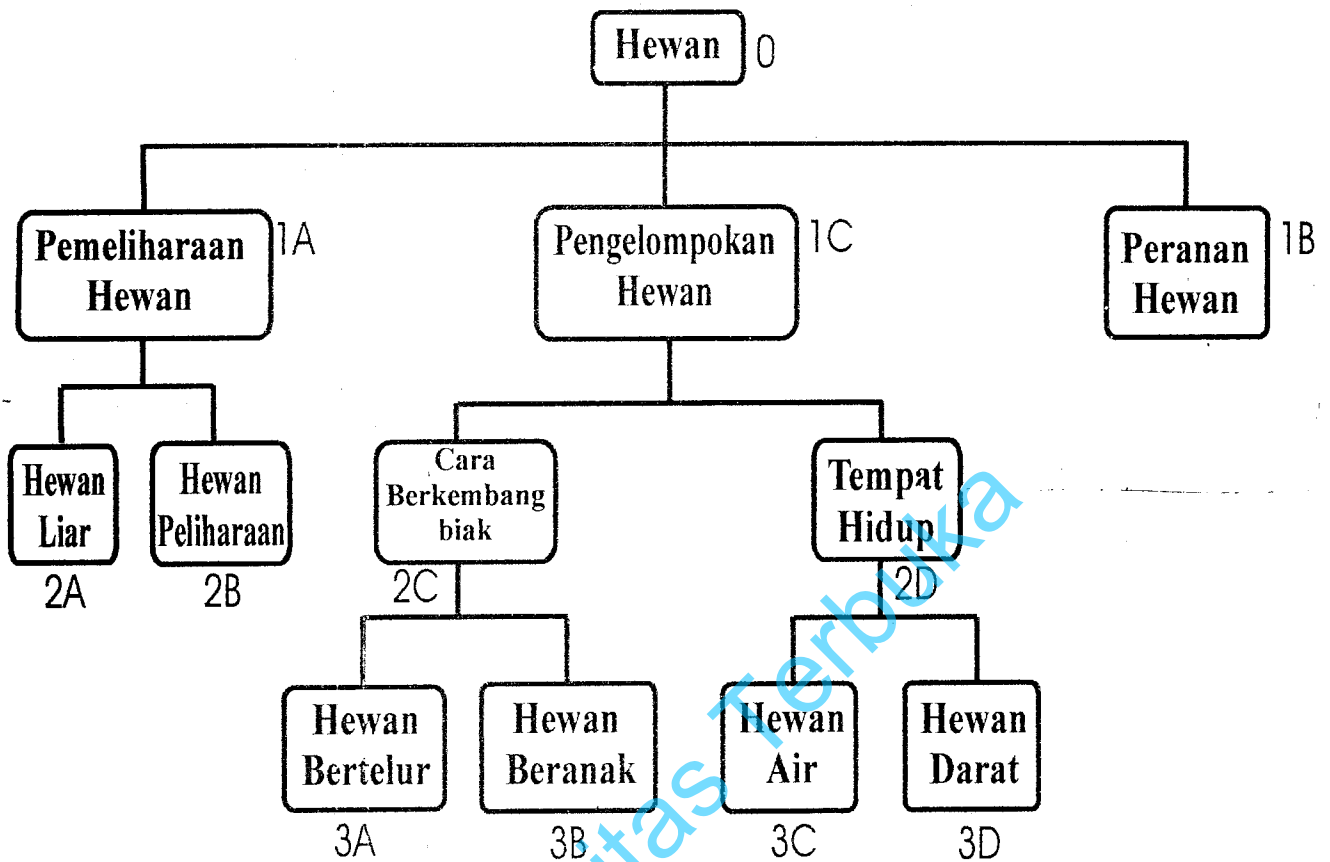 Hewan
0
Pemeliharaan
Hewan
1A
Pengelompokan
Hewan
1C
Peranan
Hewan
1B
Hewan
Liar
2A
Hewan
Peliharaan
2B
Cara
Berkembang
biak
2C
Tempat
Hidup
2D
Hewan
Bertelur
3A
Hewan
Beranak
3B
Hewan
Air
3C
Hewan
Darat
3D
itas Terbuka